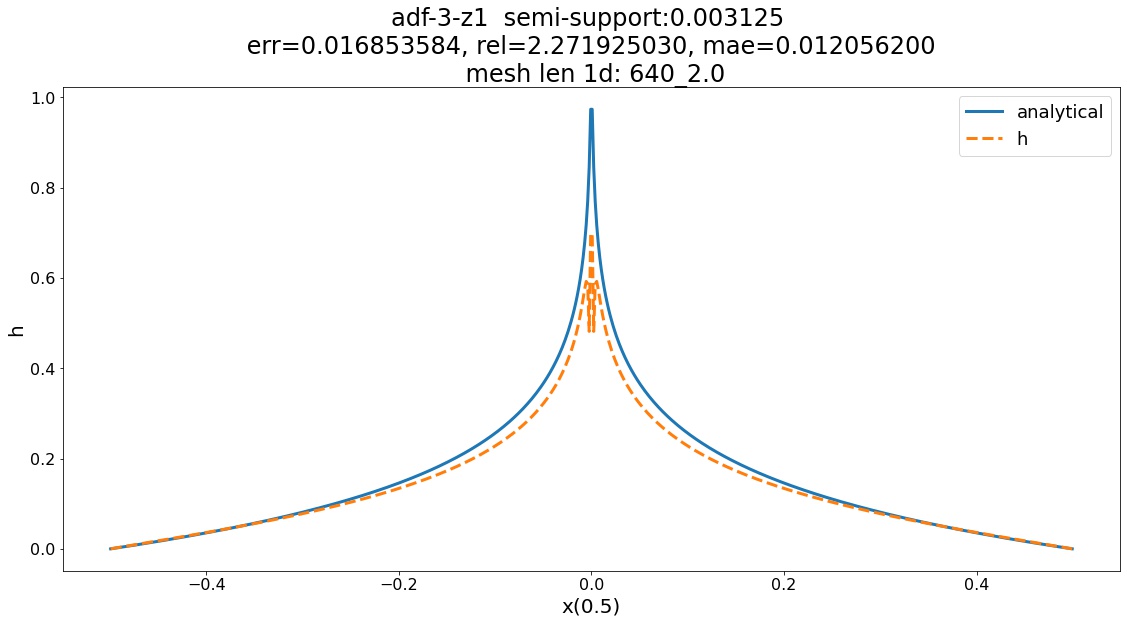 adf-3-z1  semi-support:0.003125
err=0.016853584, rel=2.271925030, mae=0.012056200
mesh len 1d: 640_2.0
analytical
h
1.0
0.8
0.6
0.4
0.2
0.0
h
−0.4
−0.2
0.0
0.2
0.4
x(0.5)